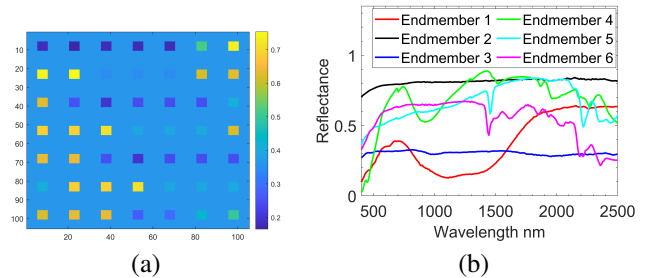 10
20
30
40
50
60
70
80
90
100
20 40 60 80 100
0.7
0.6
0.5
0.4
0.3
0.2
(a)
Endmember 1 Endmember 4
Endmember 2 Endmember 5
Endmember 3 Endmember 6
1
0.5
0
Reflectance
500 1000 1500 2000 2500
Wavelength nm
(b)